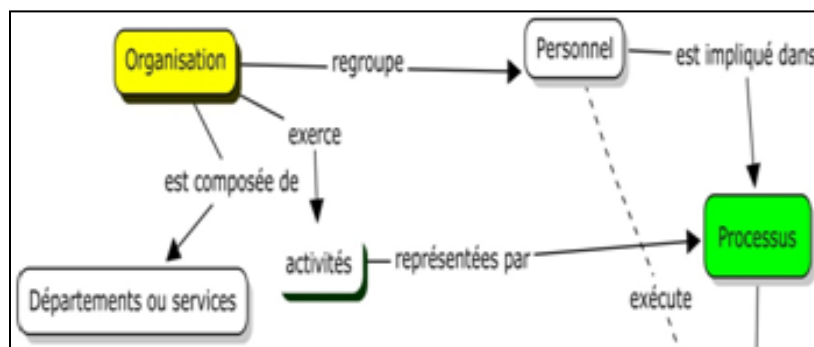 Organisation
regroupe
Personnel
est impliqué dans
exerce
est composée de
Processus
activités
représentées par
Départements ou services
exécute